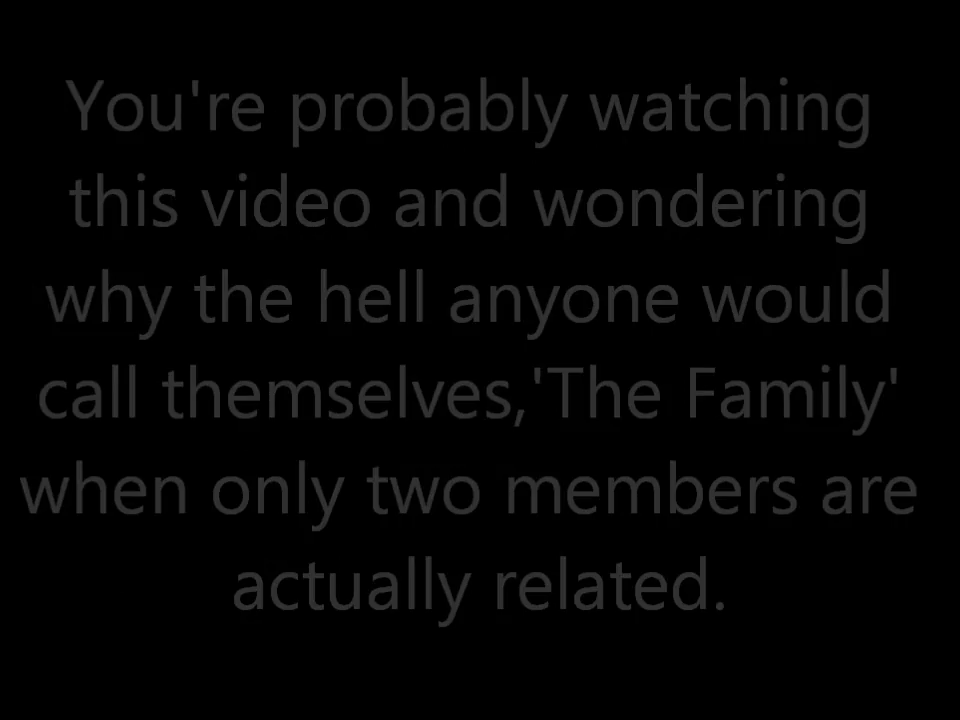 You're probably watching
this video and wondering
why the hell anyone would
call themselves,'The Family'
when only two members are
actually related.